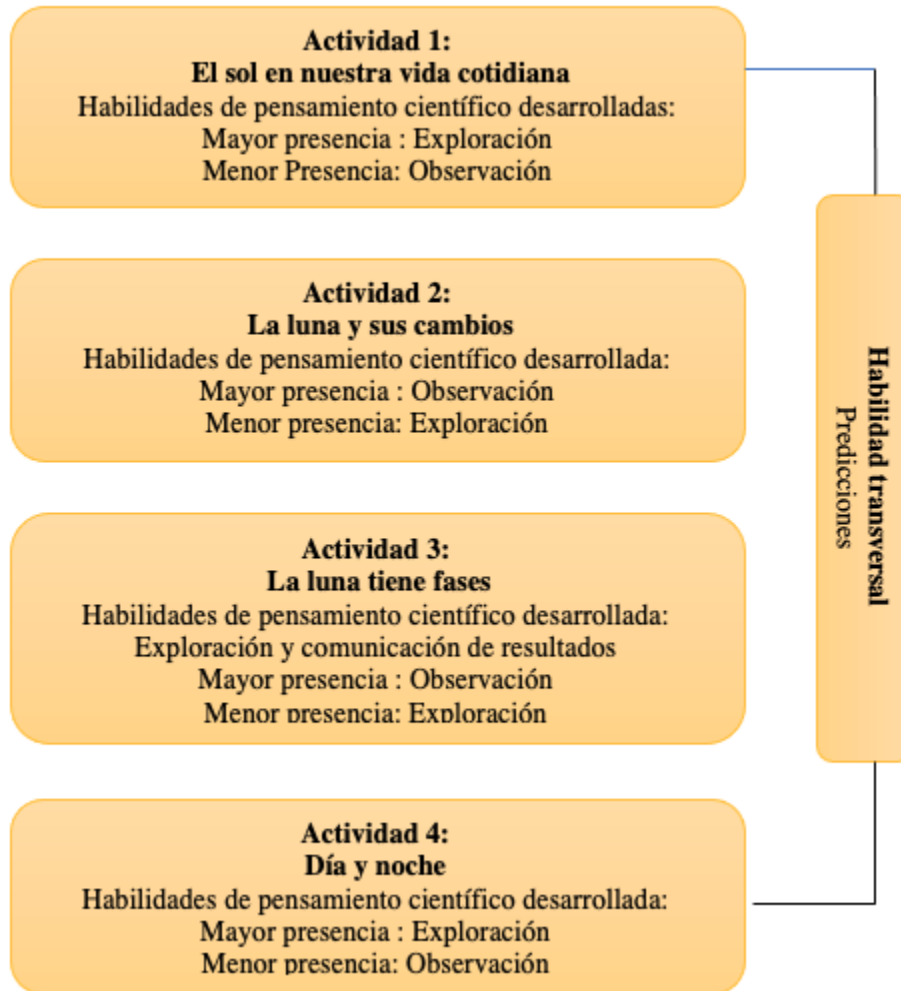 Actividad 1:
El sol en nuestra vida cotidiana
Habilidades de pensamiento científico desarrolladas:
Mayor presencia : Exploración
Menor Presencia: Observación
Actividad 2:
La luna y sus cambios
Habilidades de pensamiento científico desarrollada:
Mayor presencia : Observación
Menor presencia: Exploración
Actividad 3:
La luna tiene fases
Habilidades de pensamiento científico desarrollada:
Exploración y comunicación de resultados
Mayor presencia : Observación
Menor presencia: Exploración
Actividad 4:
Día y noche
Habilidades de pensamiento científico desarrollada:
Mayor presencia : Exploración
Menor presencia: Observación
Habilidad transversal
Predicciones